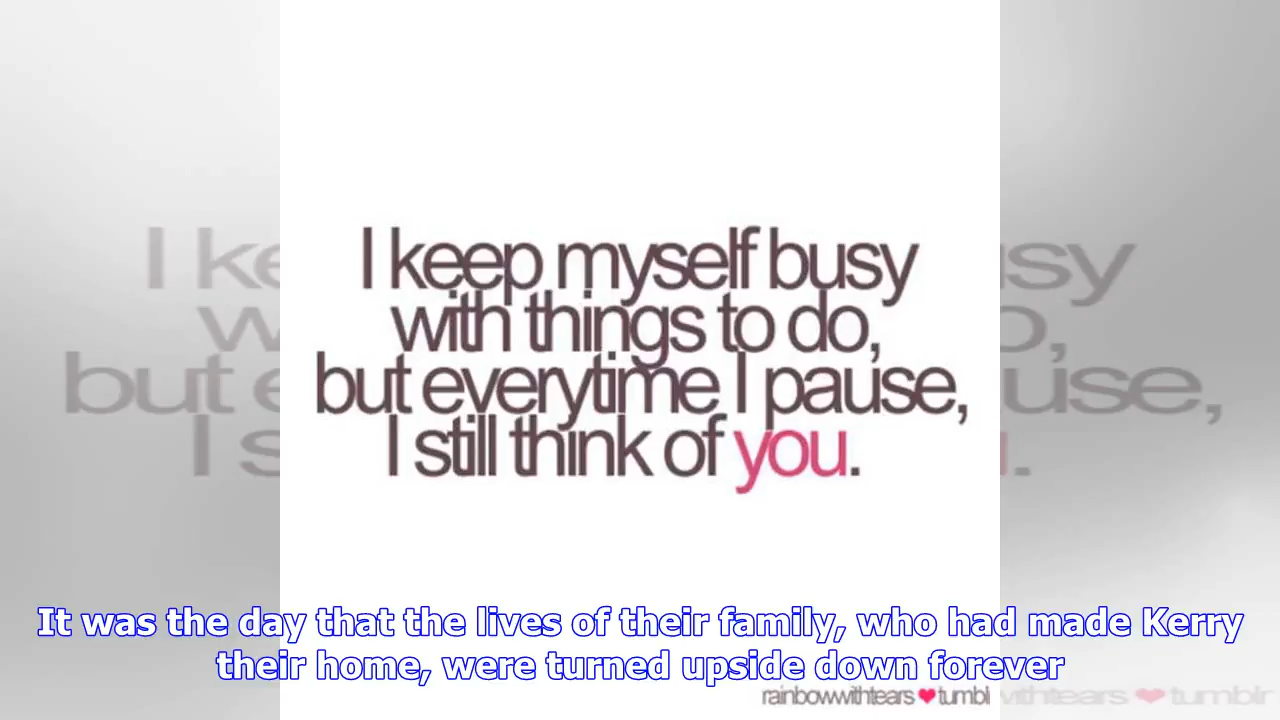 I keep myself busy
with things to do,
but everytime I pause,
I still think of you.
It was the day that the lives of their family, who had made Kerry
their home, were turned upside down forever
rainbowwithtears ❤ tumblr